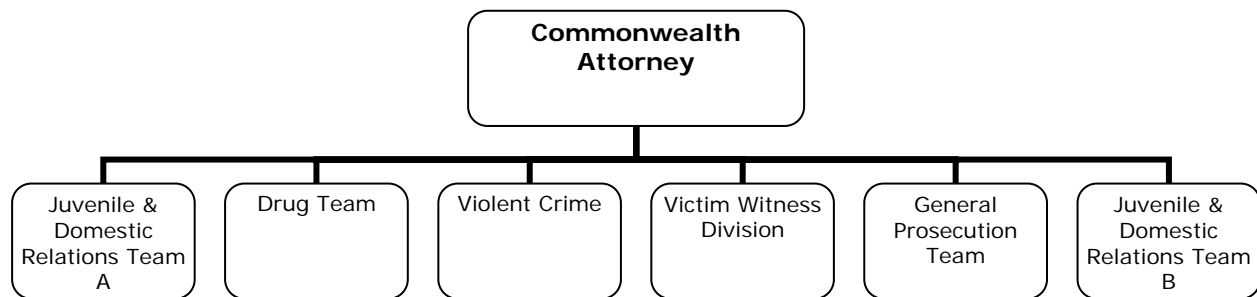 Commonwealth
Attorney
Juvenile &
Domestic
Relations Team
A
Drug Team
Violent Crime
Victim Witness
Division
General
Prosecution
Team
Juvenile &
Domestic
Relations Team
B